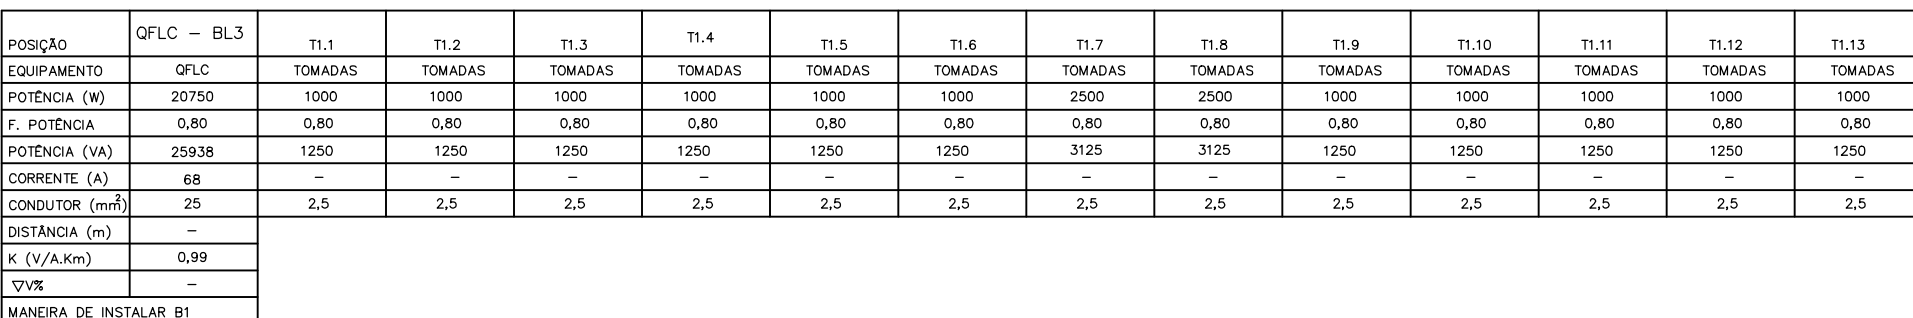 POSIÇÃO QFLC – BL3 T1.1 T1.2 T1.3 T1.4 T1.5 T1.6 T1.7 T1.8 T1.9 T1.10 T1.11 T1.12 T1.13
EQUIPAMENTO QFLC TOMADAS TOMADAS TOMADAS TOMADAS TOMADAS TOMADAS TOMADAS TOMADAS TOMADAS TOMADAS TOMADAS TOMADAS TOMADAS
POTÊNCIA (W) 20750 1000 1000 1000 1000 1000 1000 2500 2500 1000 1000 1000 1000 1000
F. POTÊNCIA 0,80 0,80 0,80 0,80 0,80 0,80 0,80 0,80 0,80 0,80 0,80 0,80 0,80 0,80
POTÊNCIA (VA) 25938 1250 1250 1250 1250 1250 1250 3125 3125 1250 1250 1250 1250 1250
CORRENTE (A) 68 – – – – – – – – – – – – –
CONDUTOR (mm²) 25 2,5 2,5 2,5 2,5 2,5 2,5 2,5 2,5 2,5 2,5 2,5 2,5 2,5
DISTÂNCIA (m) –
K (V/A.Km) 0,99
▽V% –
MANEIRA DE INSTALAR B1